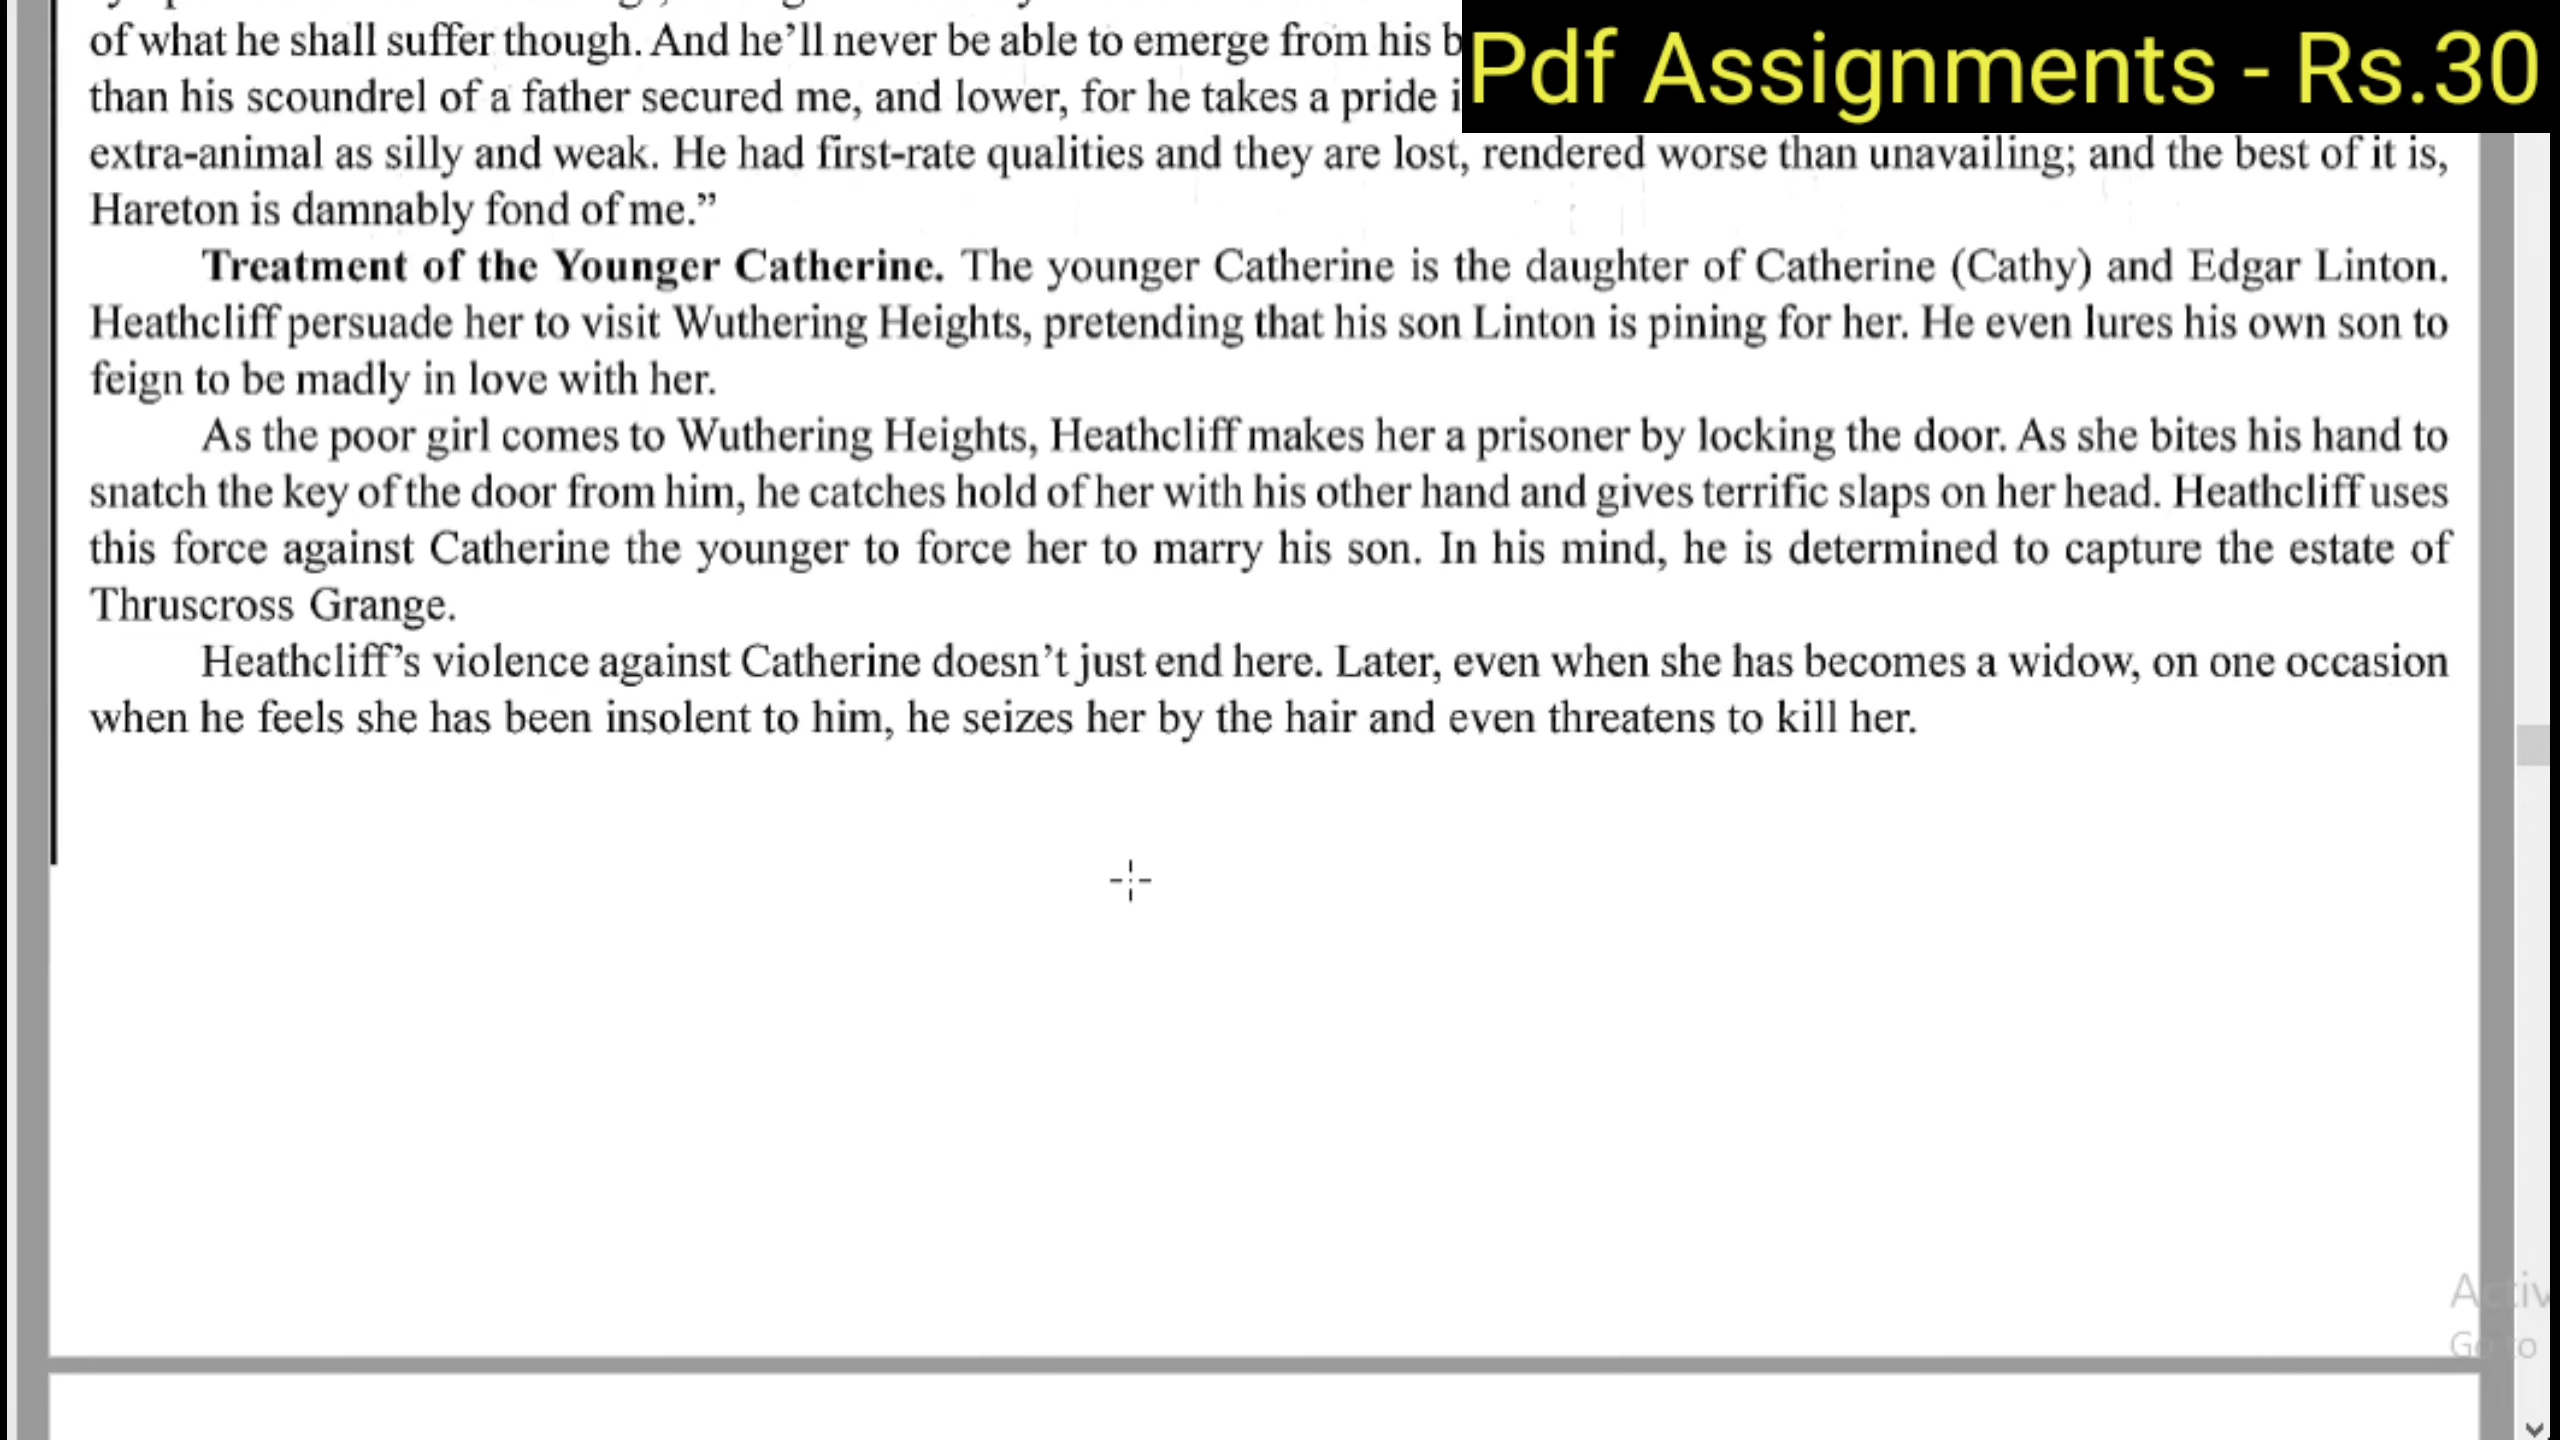 of what he shall suffer though. And he'll never be able to emerge from his
Pdf Assignments - Rs.30
than his scoundrel of a father secured me, and lower, for he takes a pride
extra-animal as silly and weak. He had first-rate qualities and they are lost, rendered worse than unavailing; and the best of it is,
Hareton is damnably fond of me.”
Treatment of the Younger Catherine. The younger Catherine is the daughter of Catherine (Cathy) and Edgar Linton.
Heathcliff persuade her to visit Wuthering Heights, pretending that his son Linton is pining for her. He even lures his own son to
feign to be madly in love with her.
As the poor girl comes to Wuthering Heights, Heathcliff makes her a prisoner by locking the door. As she bites his hand to
snatch the key of the door from him, he catches hold of her with his other hand and gives terrific slaps on her head. Heathcliff uses
this force against Catherine the younger to force her to marry his son. In his mind, he is determined to capture the estate of
Thruscross Grange.
Heathcliff’s violence against Catherine doesn’t just end here. Later, even when she has becomes a widow, on one occasion
when he feels she has been insolent to him, he seizes her by the hair and even threatens to kill her.
Activ
Go to